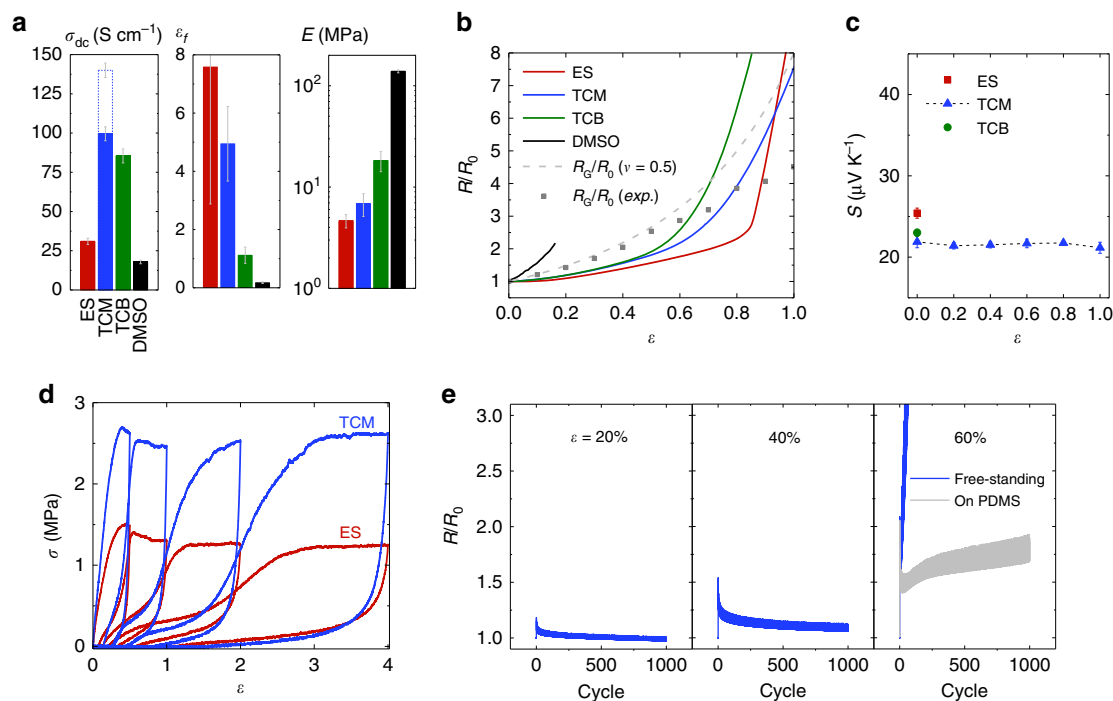 a
σdc (S cm⁻¹)
εf
E (MPa)
150
125
100
75
50
25
0
ES
TCM
TCB
DMSO
8
6
4
2
0
10²
10¹
10⁰
b
8
7
6
5
4
3
2
1
R/R₀
ES
TCM
TCB
DMSO
RG/R₀ (ν = 0.5)
RG/R₀ (exp.)
0.0 0.2 0.4 0.6 0.8 1.0
ε
c
40
30
20
S (μV K⁻¹)
ES
TCM
TCB
0.0 0.2 0.4 0.6 0.8 1.0
ε
d
3
2
1
0
σ (MPa)
TCM
ES
0 1 2 3 4
ε
e
3.0
2.5
2.0
1.5
1.0
R/R₀
ε = 20%
40%
60%
Free-standing
On PDMS
0 500 1000 0 500 1000 0 500 1000
Cycle Cycle Cycle